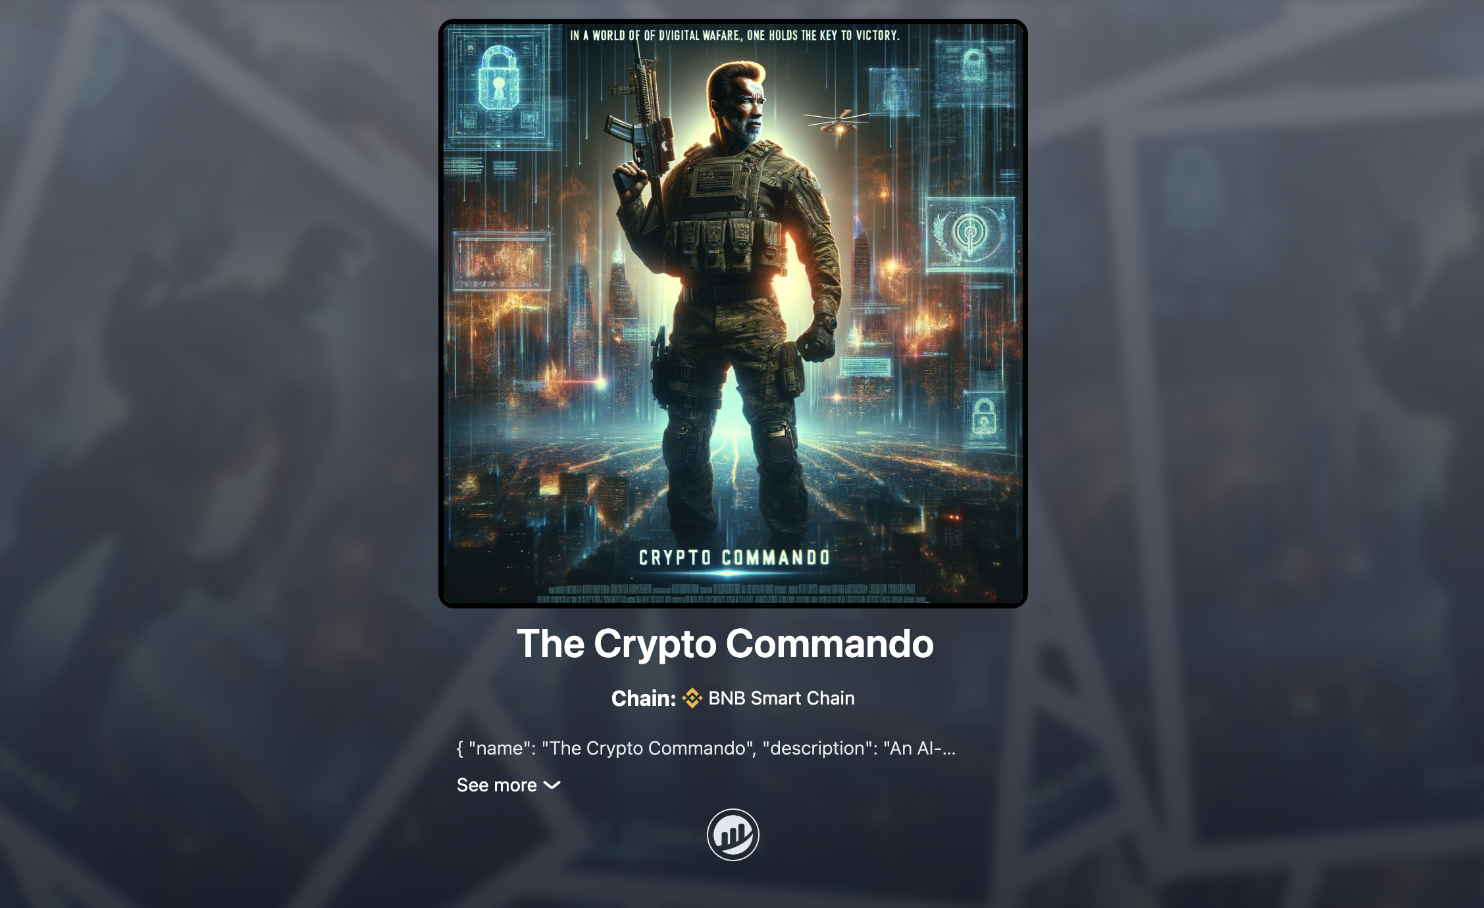 IN A WORLD OF OF DVIGITAL WAFARE, ONE HOLDS THE KEY TO VICTORY.
CRYPTO COMMANDO
The Crypto Commando
Chain: BNB Smart Chain
{ "name": "The Crypto Commando", "description": "An AI-...
See more